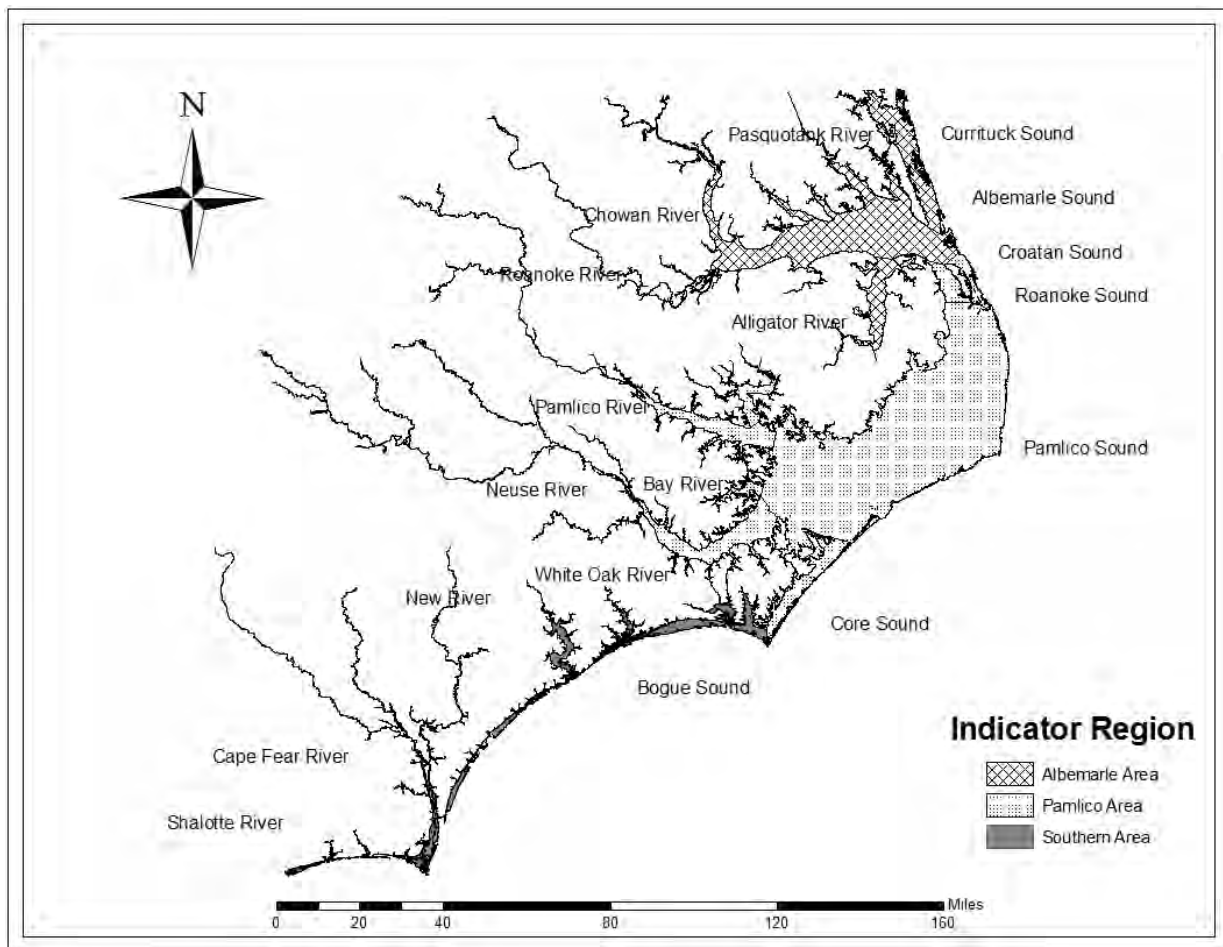 N
Pasquotank River
Currituck Sound
Albemarle Sound
Chowan River
Croatan Sound
Roanoke River
Roanoke Sound
Alligator River
Pamlico River
Pamlico Sound
Bay River
Neuse River
White Oak River
New River
Core Sound
Bogue Sound
Indicator Region
Cape Fear River
Albemarle Area
Pamlico Area
Shalotte River
Southern Area
Miles
0 20 40 80 120 160